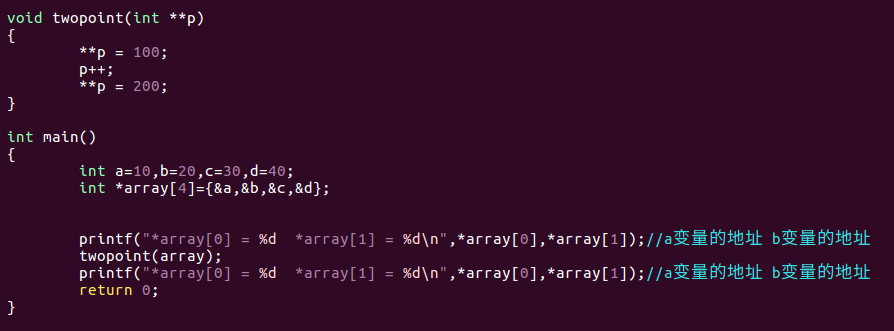 void twopoint(int **p)
{
        **p = 100;
        p++;
        **p = 200;
}
int main()
{
        int a=10,b=20,c=30,d=40;
        int *array[4]={&a,&b,&c,&d};
        printf("*array[0] = %d  *array[1] = %d\n",*array[0],*array[1]);//a变量的地址 b变量的地址
        twopoint(array);
        printf("*array[0] = %d  *array[1] = %d\n",*array[0],*array[1]);//a变量的地址 b变量的地址
        return 0;
}